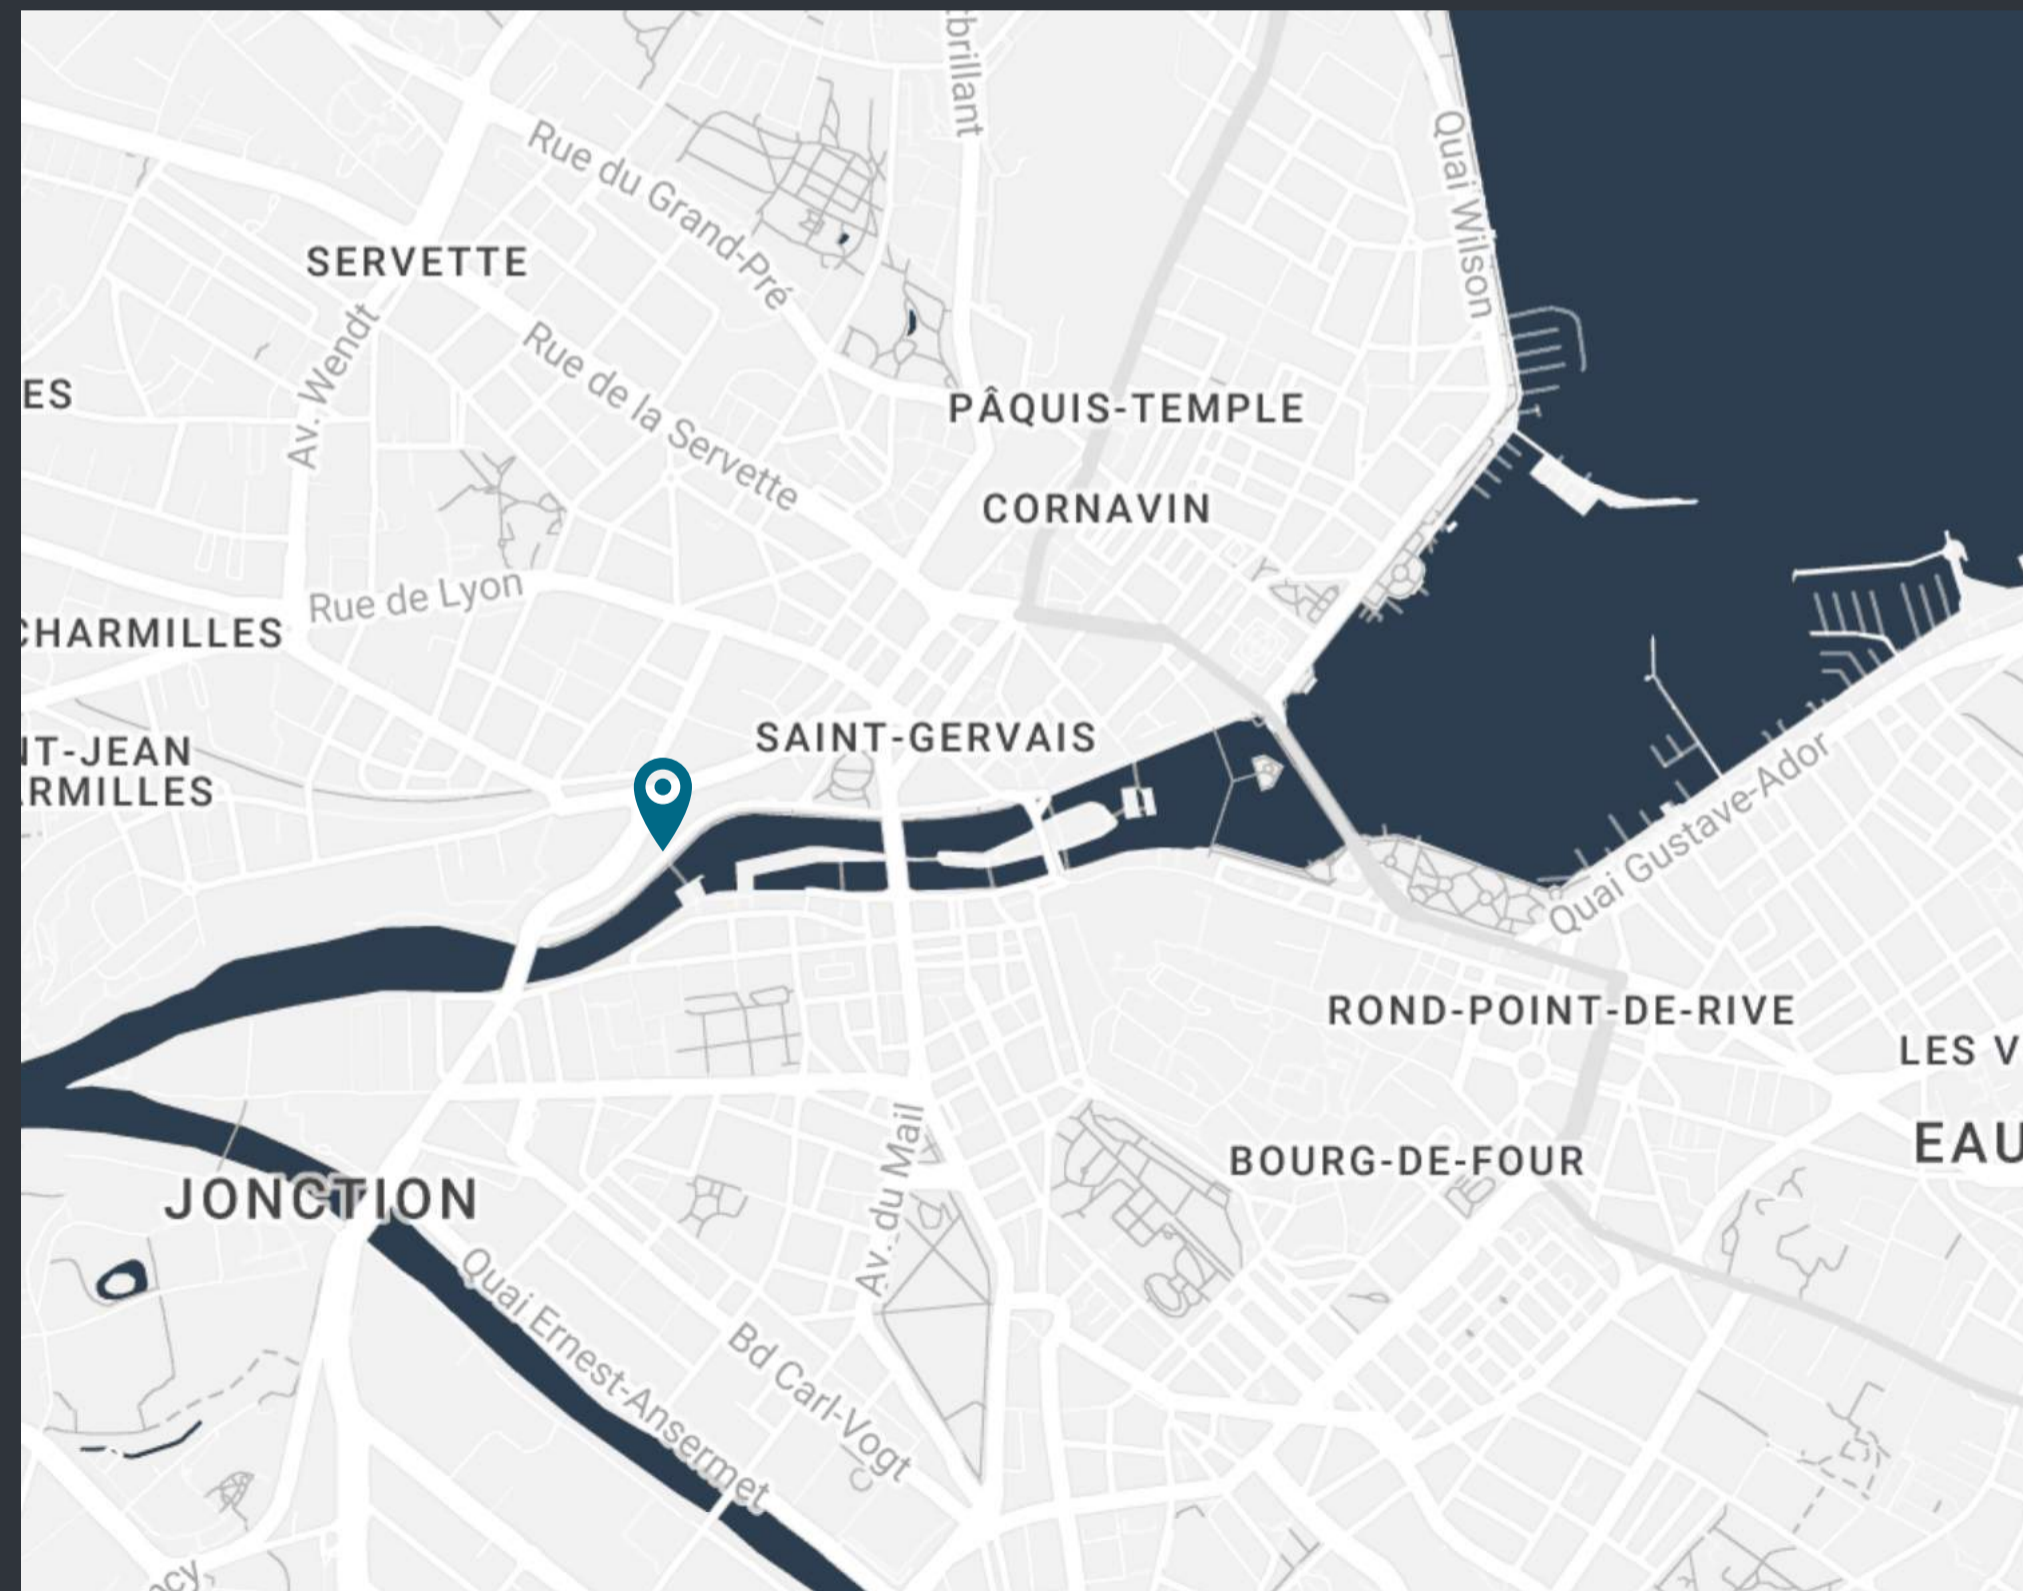 brillant
Quai Wilson
Rue du Grand-Pré
SERVETTE
Av. Wendt
Rue de la Servette
ES
PÂQUIS-TEMPLE
CORNAVIN
Rue de Lyon
CHARMILLES
SAINT-GERVAIS
NT-JEAN
RMILLES
Quai Gustave-Ador
ROND-POINT-DE-RIVE
LES V
EAU
BOURG-DE-FOUR
Av. du Mail
JONCTION
Quai Ernest-Ansermet
Bd Carl-Vogt
cy